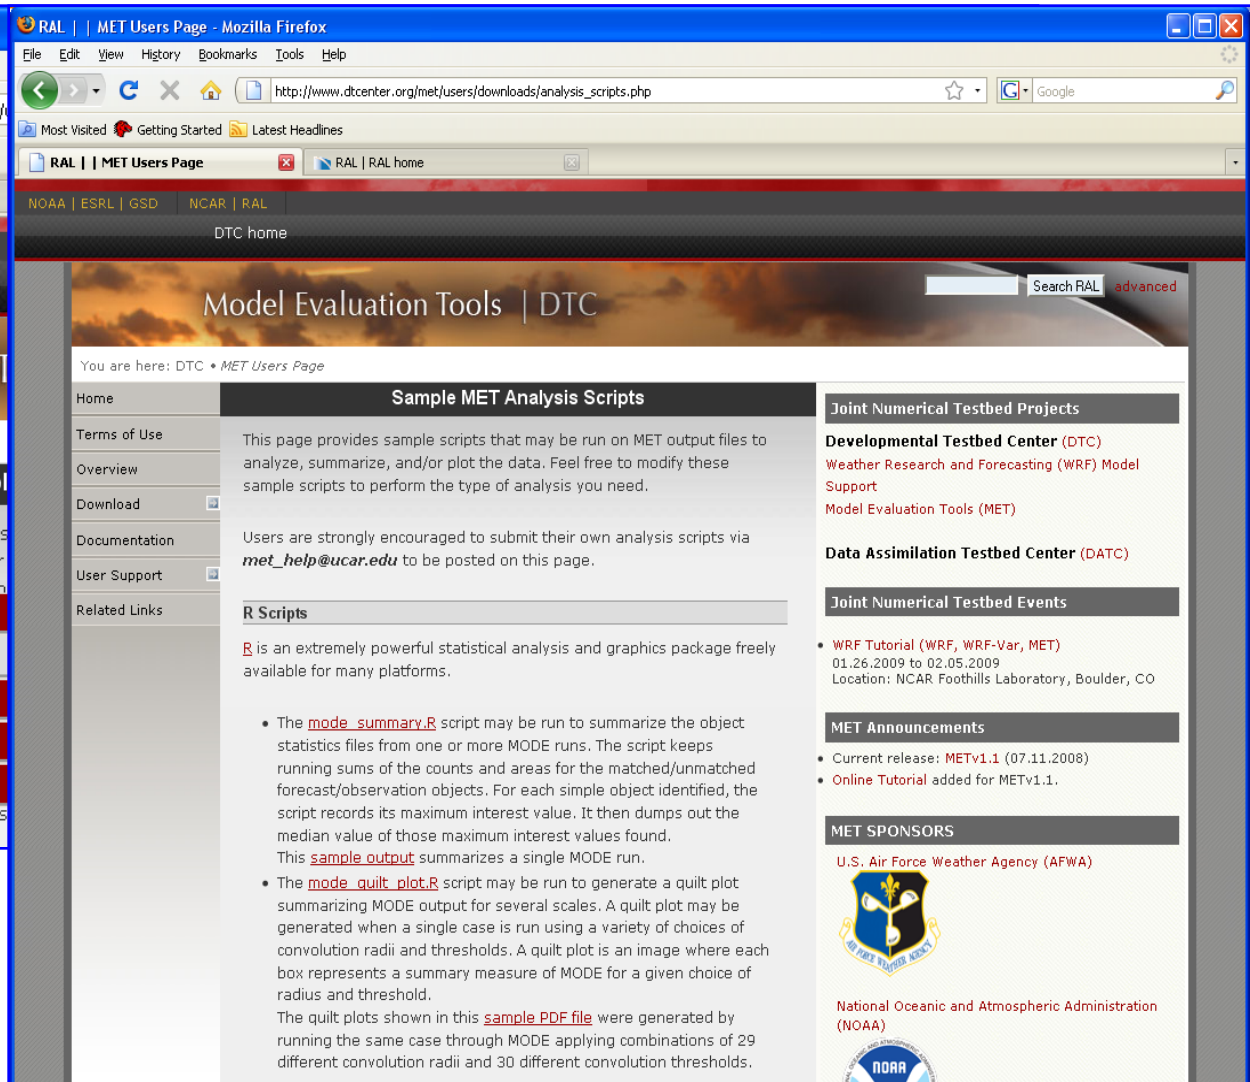 RAL | | MET Users Page - Mozilla Firefox
File Edit View History Bookmarks Tools Help
http://www.dtcenter.org/met/users/downloads/analysis_scripts.php
G Google
Most Visited Getting Started Latest Headlines
RAL | | MET Users Page RAL | RAL home
NOAA | ESRL | GSD NCAR | RAL
DTC home
Model Evaluation Tools | DTC
Search RAL advanced
You are here: DTC • MET Users Page
Home
Terms of Use
Overview
Download
Documentation
User Support
Related Links
Sample MET Analysis Scripts
This page provides sample scripts that may be run on MET output files to
analyze, summarize, and/or plot the data. Feel free to modify these
sample scripts to perform the type of analysis you need.
Users are strongly encouraged to submit their own analysis scripts via
met_help@ucar.edu to be posted on this page.
R Scripts
R is an extremely powerful statistical analysis and graphics package freely
available for many platforms.
• The mode_summary.R script may be run to summarize the object
statistics files from one or more MODE runs. The script keeps
running sums of the counts and areas for the matched/unmatched
forecast/observation objects. For each simple object identified, the
script records its maximum interest value. It then dumps out the
median value of those maximum interest values found.
This sample output summarizes a single MODE run.
• The mode_quilt_plot.R script may be run to generate a quilt plot
summarizing MODE output for several scales. A quilt plot may be
generated when a single case is run using a variety of choices of
convolution radii and thresholds. A quilt plot is an image where each
box represents a summary measure of MODE for a given choice of
radius and threshold.
The quilt plots shown in this sample PDF file were generated by
running the same case through MODE applying combinations of 29
different convolution radii and 30 different convolution thresholds.
Joint Numerical Testbed Projects
Developmental Testbed Center (DTC)
Weather Research and Forecasting (WRF) Model
Support
Model Evaluation Tools (MET)
Data Assimilation Testbed Center (DATC)
Joint Numerical Testbed Events
• WRF Tutorial (WRF, WRF-Var, MET)
01.26.2009 to 02.05.2009
Location: NCAR Foothills Laboratory, Boulder, CO
MET Announcements
• Current release: METv1.1 (07.11.2008)
• Online Tutorial added for METv1.1.
MET SPONSORS
U.S. Air Force Weather Agency (AFWA)
AIR FORCE WEATHER AGENCY
National Oceanic and Atmospheric Administration
(NOAA)
NOAA